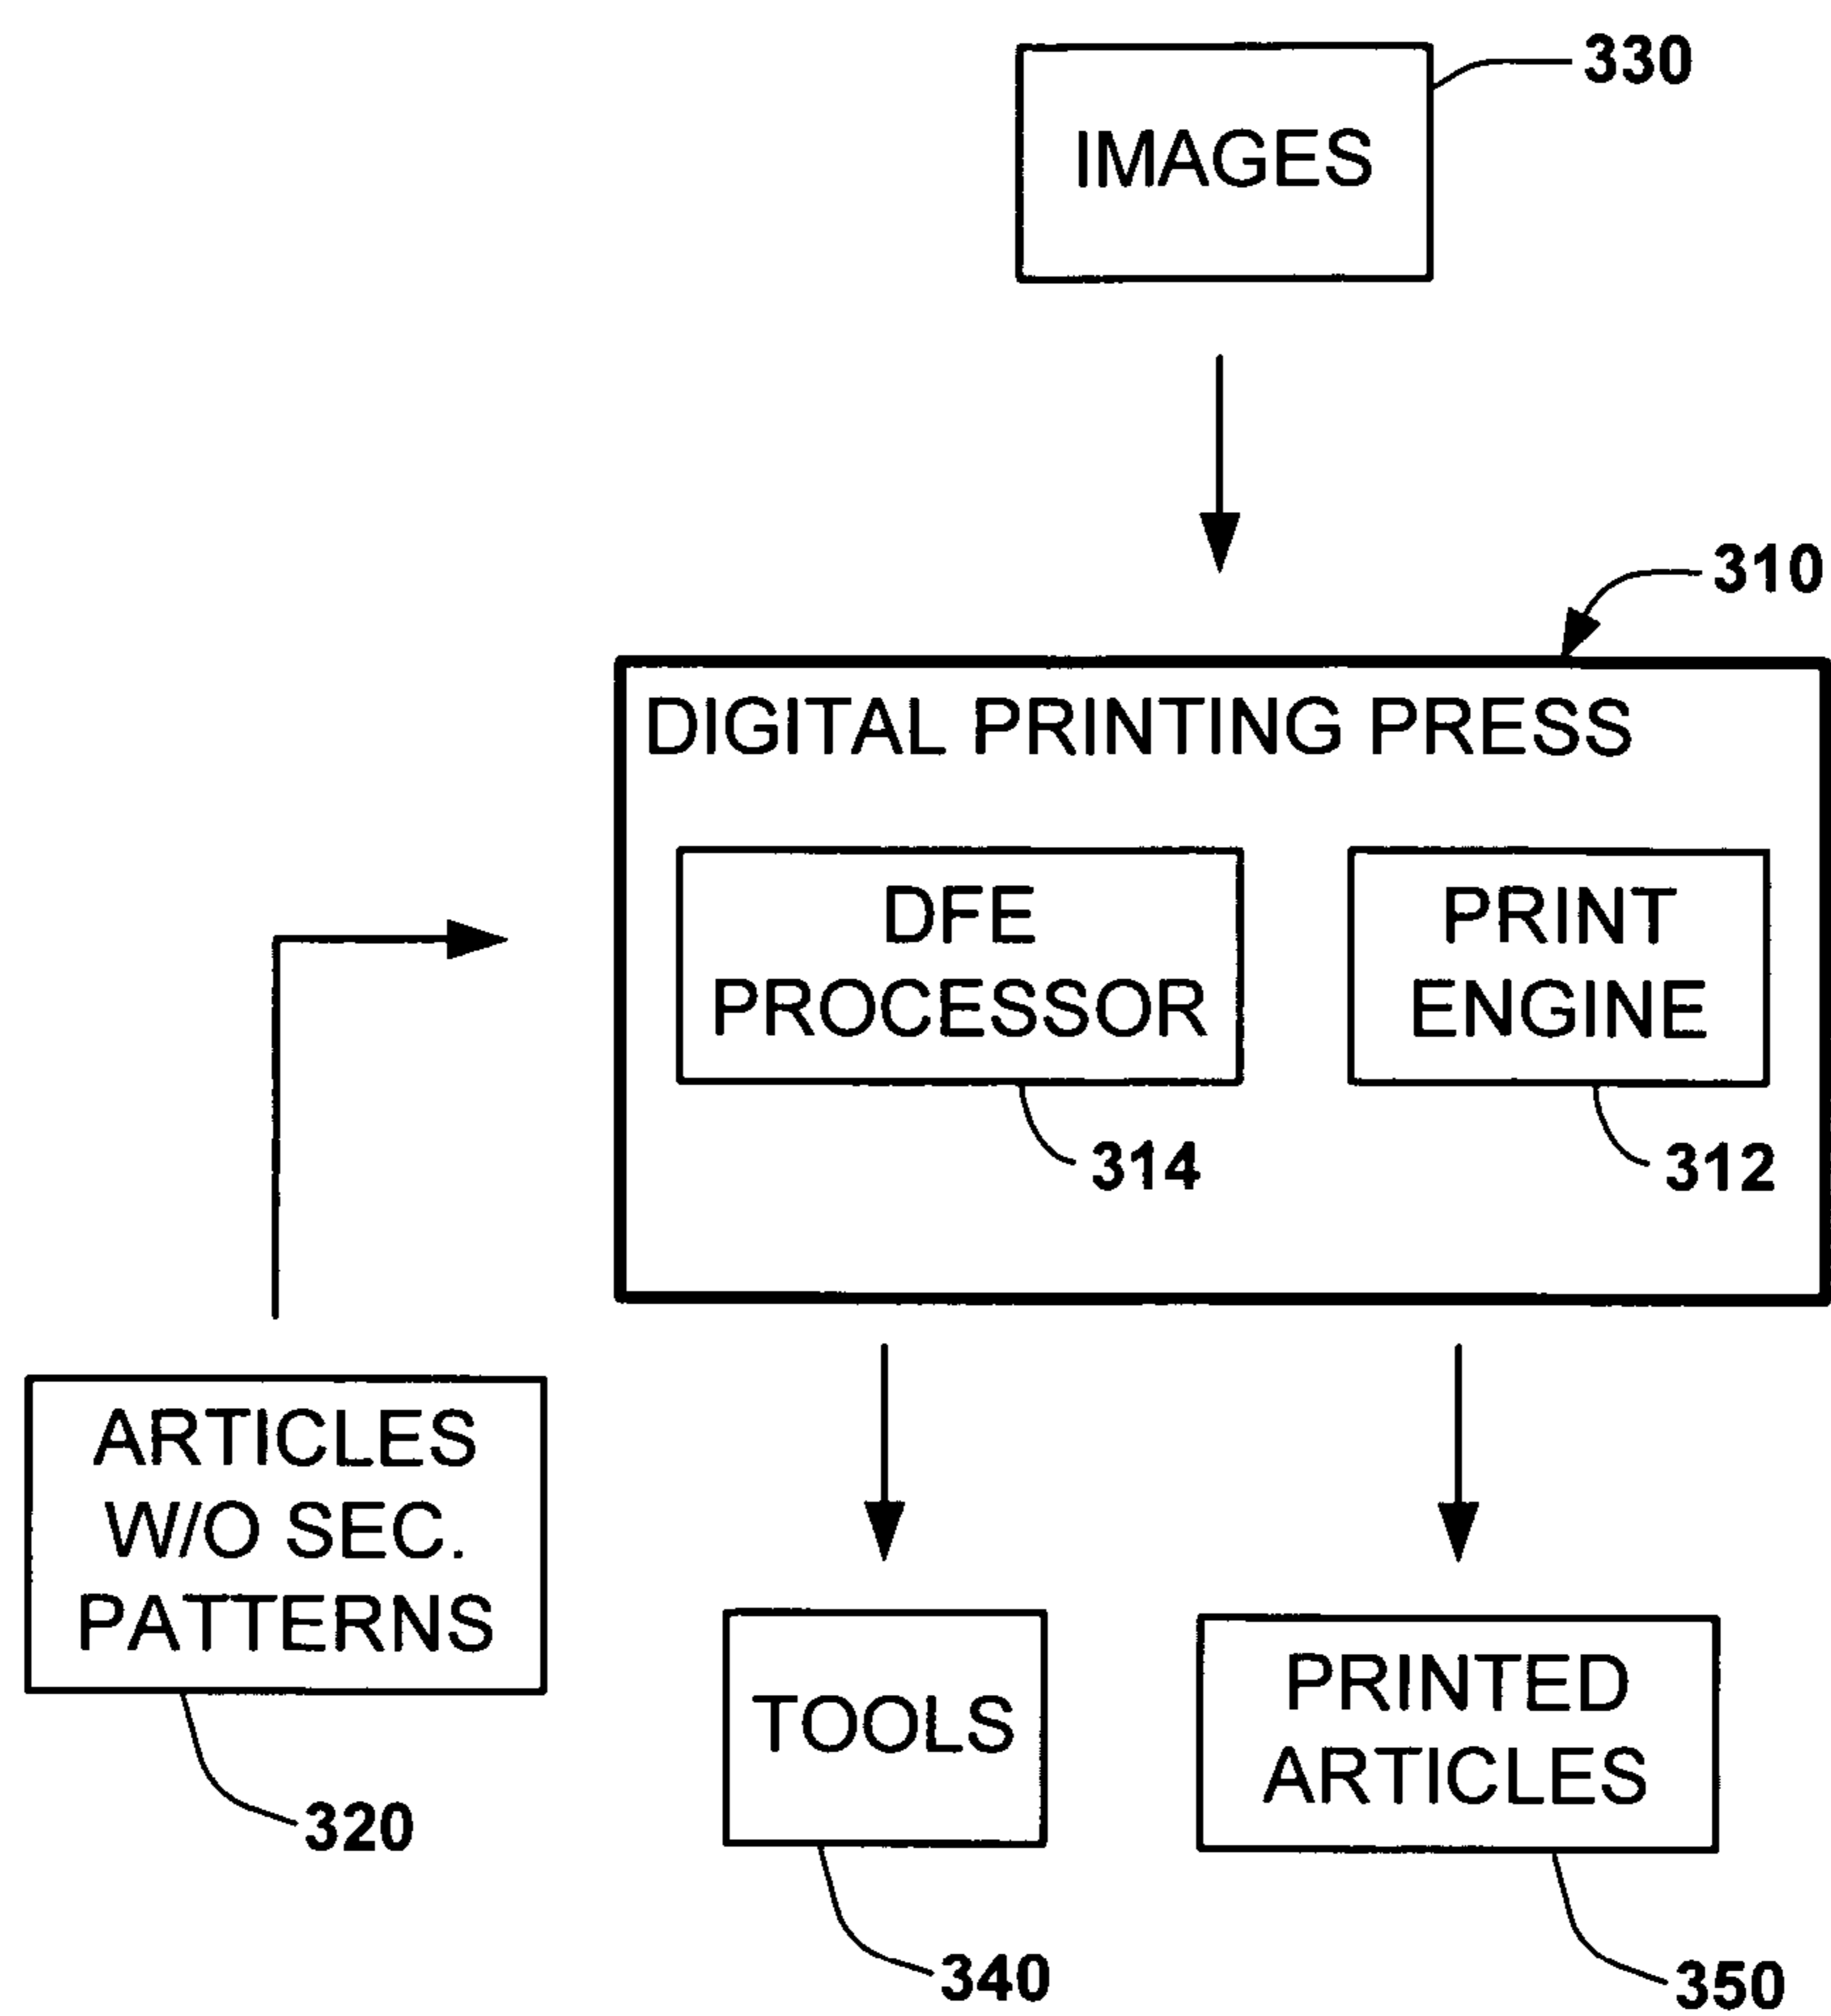 330
IMAGES
310
DIGITAL PRINTING PRESS
DFE
PROCESSOR
PRINT
ENGINE
314
312
ARTICLES
W/O SEC.
PATTERNS
320
TOOLS
340
PRINTED
ARTICLES
350